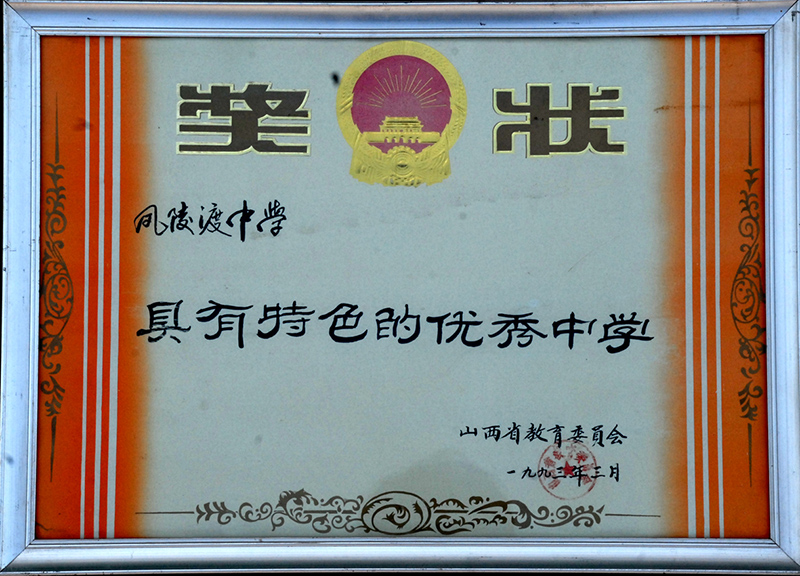 奖状
风陵渡中学
具有特色的优秀中学
山西省教育委員会
一九九三年三月